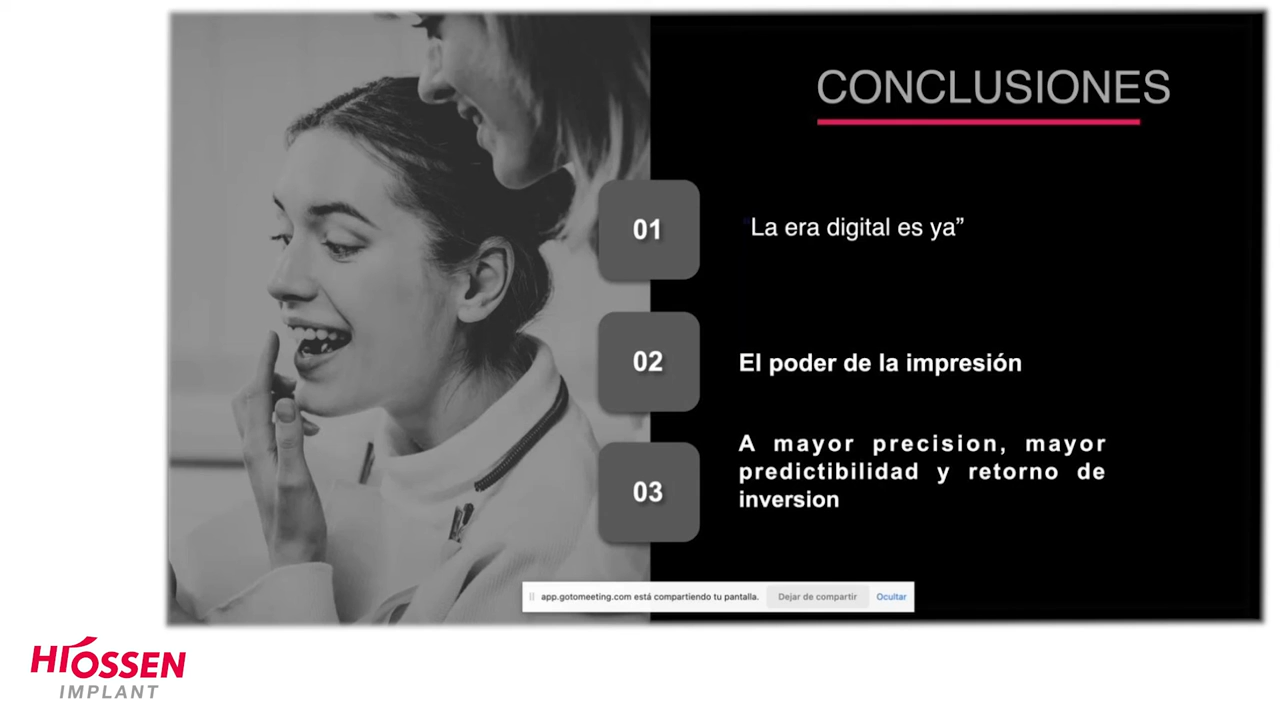 CONCLUSIONES
01
"La era digital es ya”
02
El poder de la impresión
03
A mayor precision, mayor
predictibilidad y retorno de
inversion
app.gotomeeting.com está compartiendo tu pantalla.
Dejar de compartir
Ocultar
HIOSSEN
IMPLANT